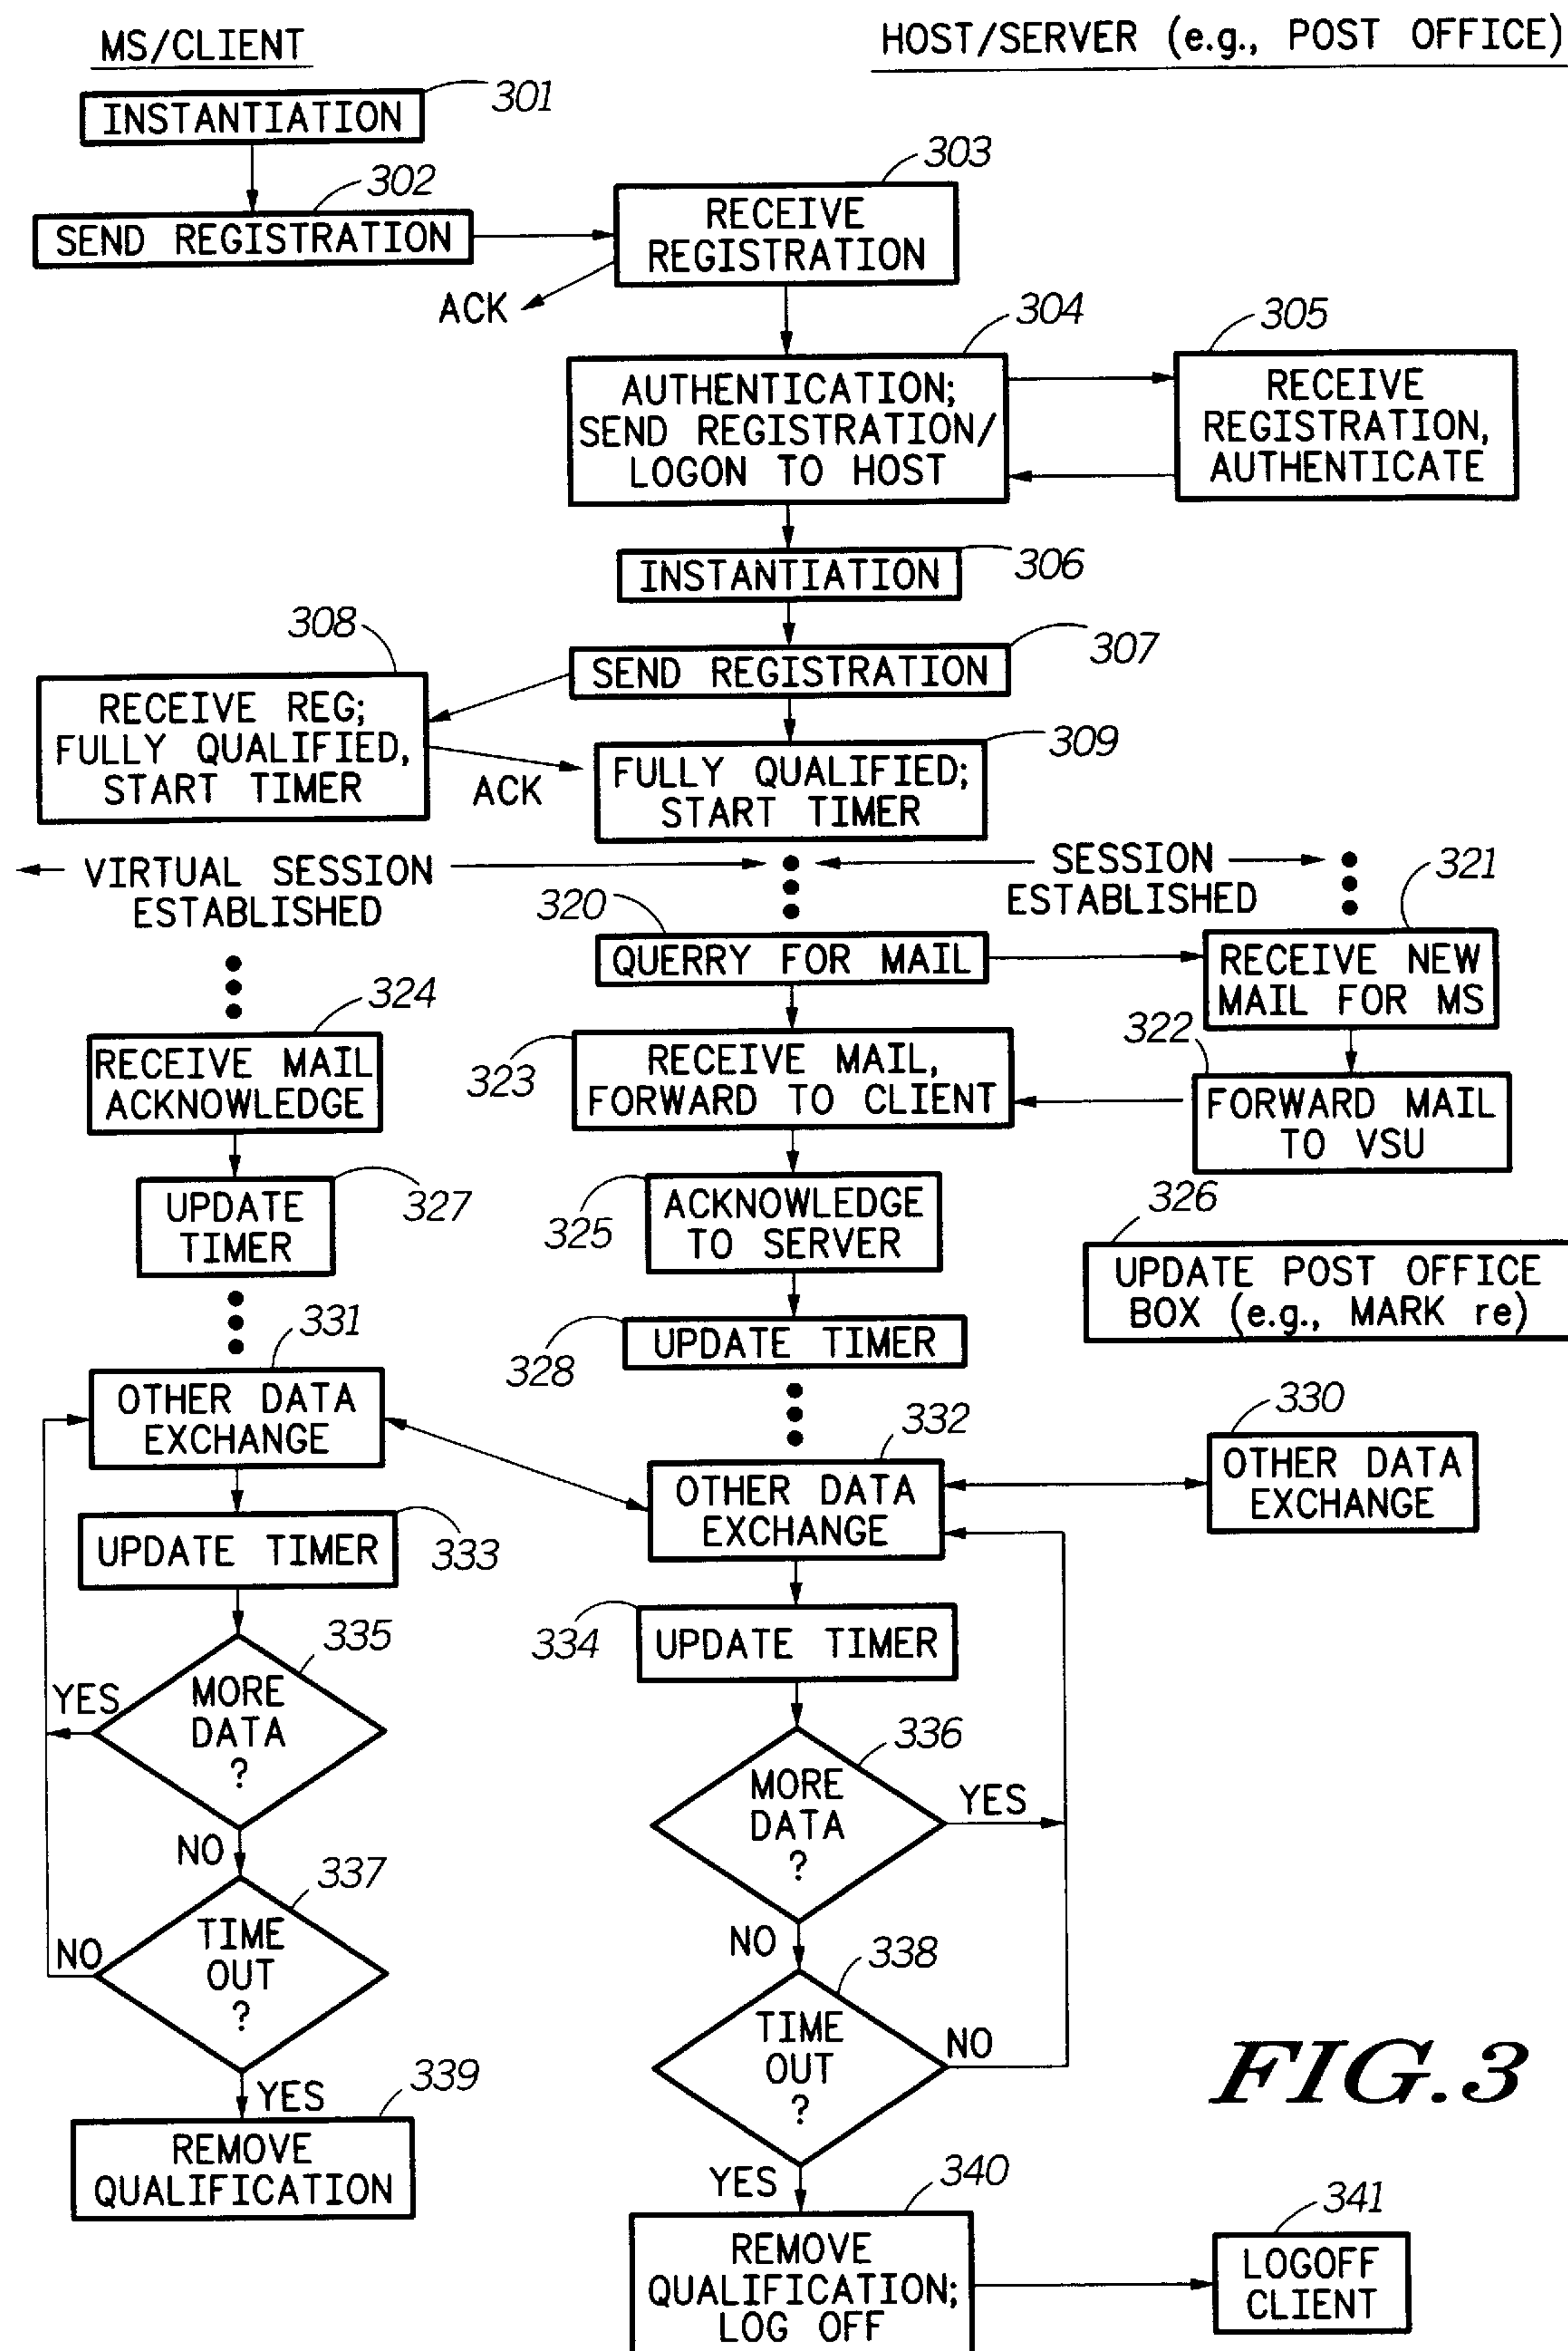 MS/CLIENT
HOST/SERVER (e.g., POST OFFICE)
INSTANTIATION
301
302
SEND REGISTRATION
303
RECEIVE
REGISTRATION
ACK
304
AUTHENTICATION;
SEND REGISTRATION/
LOGON TO HOST
305
RECEIVE
REGISTRATION,
AUTHENTICATE
INSTANTIATION
306
SEND REGISTRATION
307
308
RECEIVE REG;
FULLY QUALIFIED,
START TIMER
ACK
309
FULLY QUALIFIED;
START TIMER
VIRTUAL SESSION
ESTABLISHED
SESSION
ESTABLISHED
320
QUERRY FOR MAIL
321
RECEIVE NEW
MAIL FOR MS
322
FORWARD MAIL
TO VSU
323
RECEIVE MAIL,
FORWARD TO CLIENT
324
RECEIVE MAIL
ACKNOWLEDGE
325
ACKNOWLEDGE
TO SERVER
326
UPDATE POST OFFICE
BOX (e.g., MARK re)
UPDATE
TIMER
327
328
UPDATE TIMER
331
OTHER DATA
EXCHANGE
332
OTHER DATA
EXCHANGE
330
OTHER DATA
EXCHANGE
UPDATE TIMER
333
334
UPDATE TIMER
335
MORE
DATA
?
YES
NO
336
MORE
DATA
?
YES
NO
337
TIME
OUT
?
NO
YES
338
TIME
OUT
?
NO
YES
339
REMOVE
QUALIFICATION
340
REMOVE
QUALIFICATION;
LOG OFF
341
LOGOFF
CLIENT
FIG.3